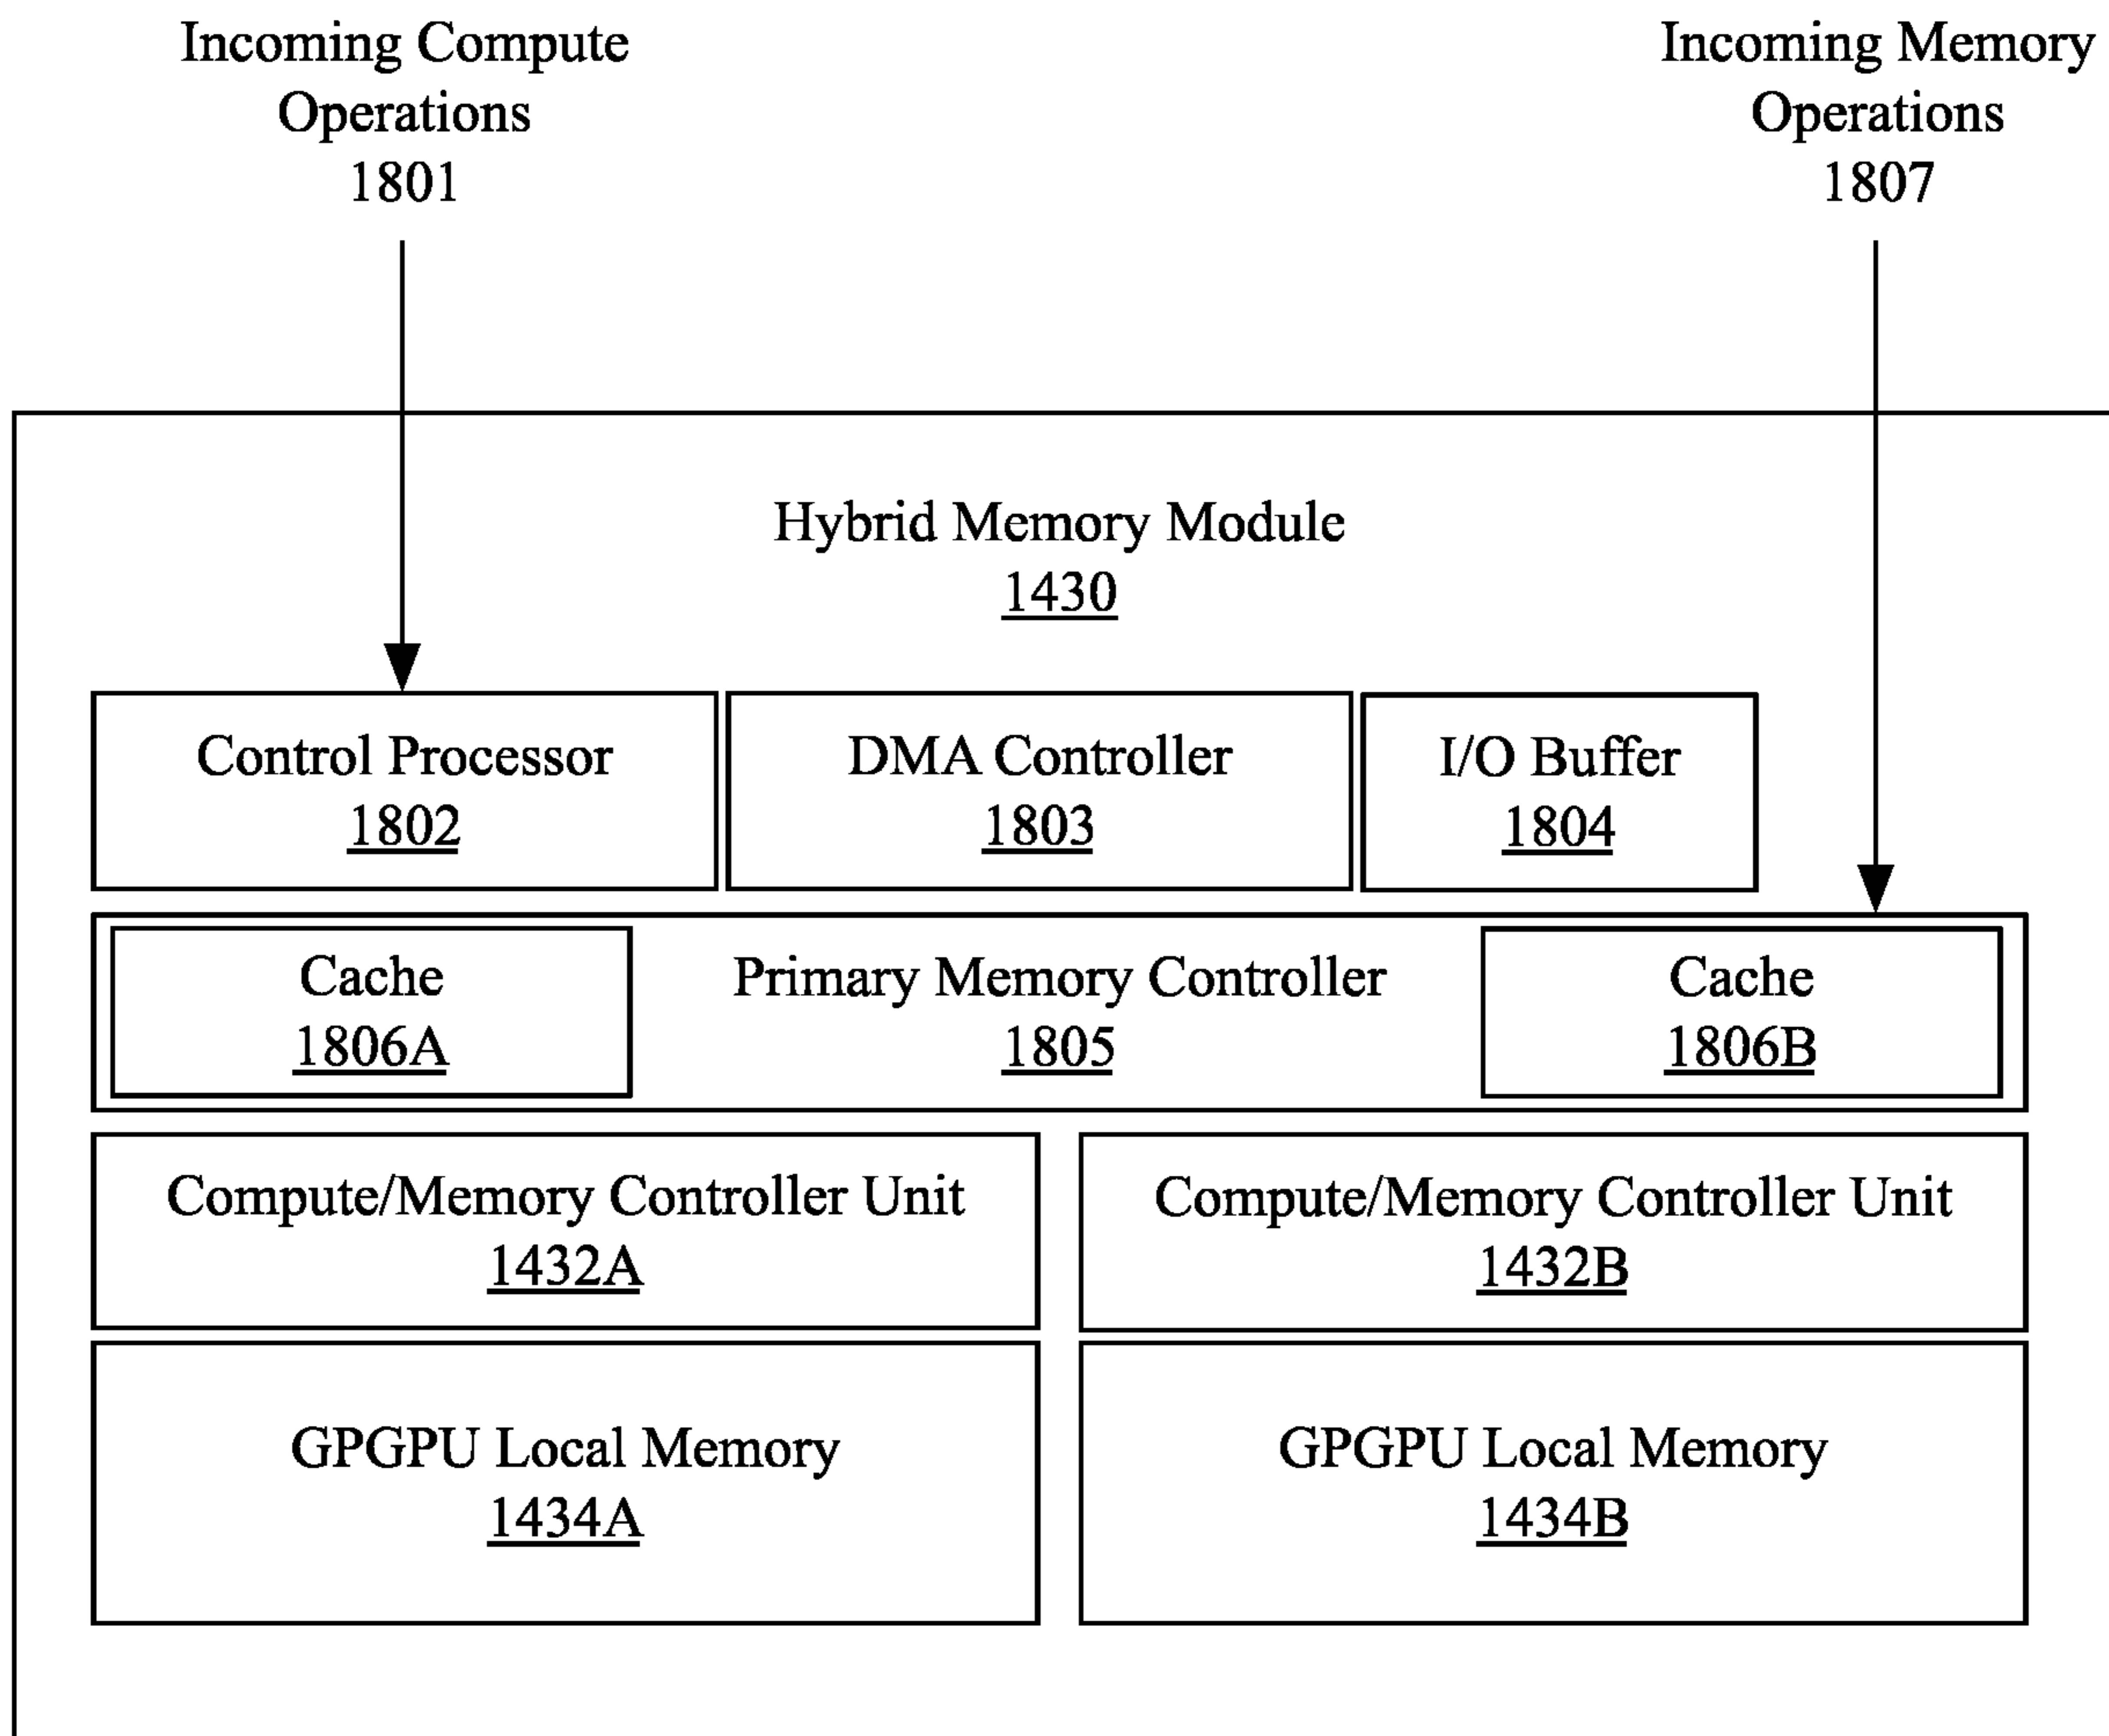 Incoming Compute
Operations
1801
Incoming Memory
Operations
1807
Hybrid Memory Module
1430
Control Processor
1802
DMA Controller
1803
I/O Buffer
1804
Cache
1806A
Primary Memory Controller
1805
Cache
1806B
Compute/Memory Controller Unit
1432A
Compute/Memory Controller Unit
1432B
GPGPU Local Memory
1434A
GPGPU Local Memory
1434B